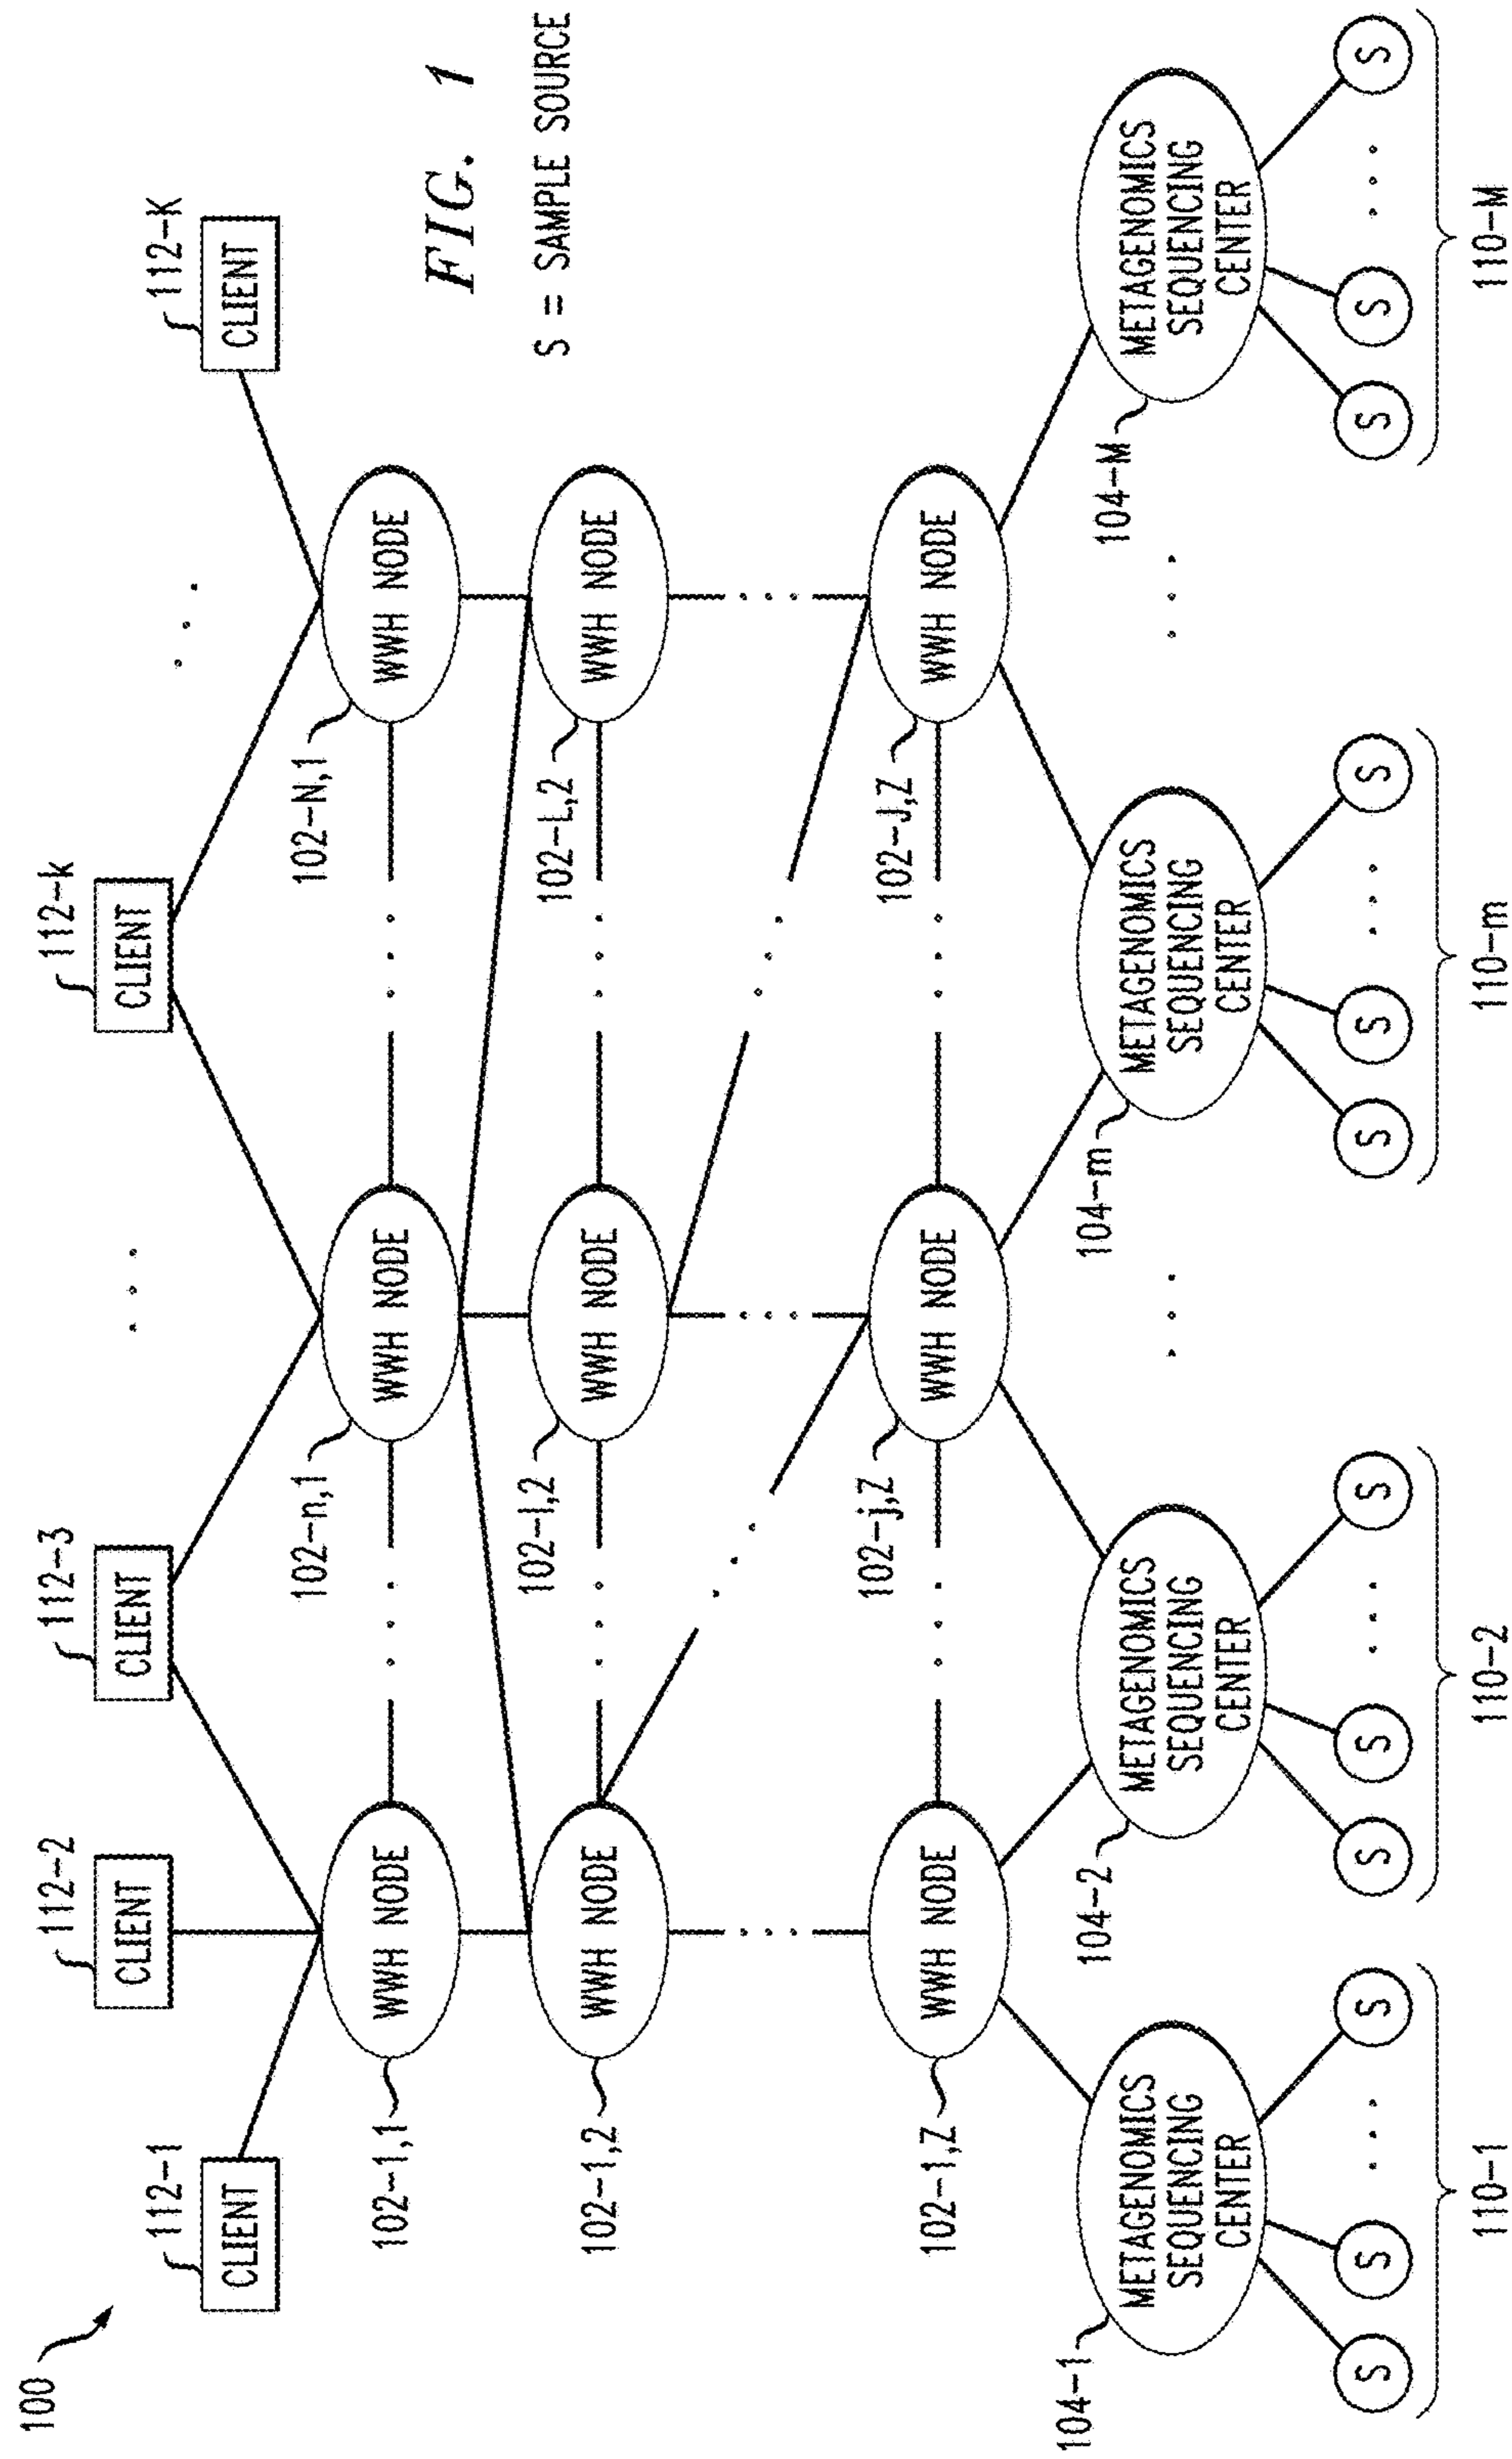 100
112-1
CLIENT
112-2
CLIENT
112-3
CLIENT
. . .
112-k
CLIENT
. . .
112-K
CLIENT
FIG. 1
S = SAMPLE SOURCE
102-1,1
WWH NODE
. . .
102-n,1
WWH NODE
. . .
102-N,1
WWH NODE
102-1,2
WWH NODE
. . .
102-l,2
WWH NODE
. . .
102-L,2
WWH NODE
102-1,Z
WWH NODE
. . .
102-j,Z
WWH NODE
. . .
102-J,Z
WWH NODE
104-1
METAGENOMICS
SEQUENCING
CENTER
104-2
METAGENOMICS
SEQUENCING
CENTER
. . .
104-m
METAGENOMICS
SEQUENCING
CENTER
. . .
104-M
METAGENOMICS
SEQUENCING
CENTER
S S . . . S
S S . . . S
S S . . . S
S S . . . S
110-1
110-2
110-m
110-M